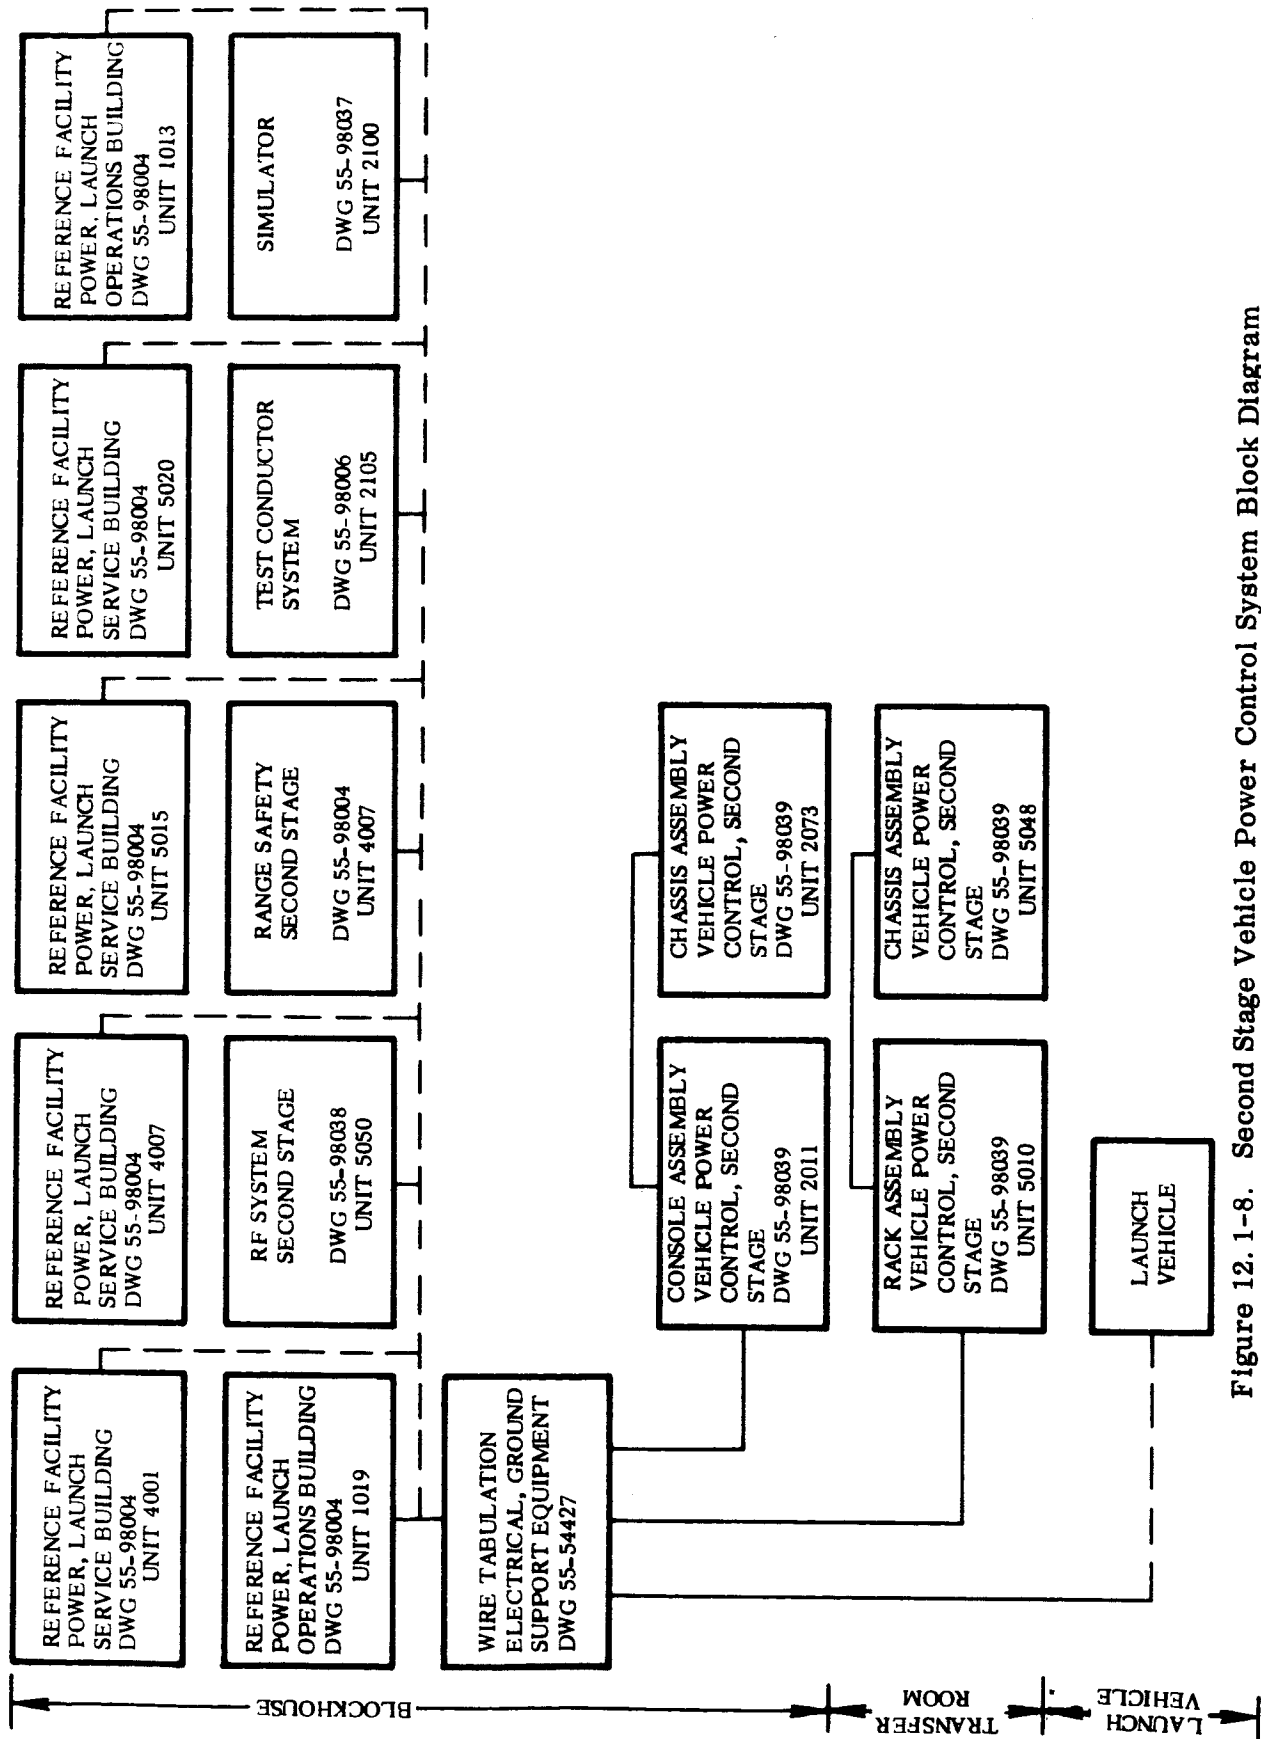 REFERENCE FACILITY
POWER, LAUNCH
SERVICE BUILDING
DWG 55-98004
UNIT 4001
REFERENCE FACILITY
POWER, LAUNCH
SERVICE BUILDING
DWG 55-98004
UNIT 4007
REFERENCE FACILITY
POWER, LAUNCH
SERVICE BUILDING
DWG 55-98004
UNIT 5015
REFERENCE FACILITY
POWER, LAUNCH
SERVICE BUILDING
DWG 55-98004
UNIT 5020
REFERENCE FACILITY
POWER, LAUNCH
OPERATIONS BUILDING
DWG 55-98004
UNIT 1013
REFERENCE FACILITY
POWER, LAUNCH
OPERATIONS BUILDING
DWG 55-98004
UNIT 1019
RF SYSTEM
SECOND STAGE
DWG 55-98038
UNIT 5050
RANGE SAFETY
SECOND STAGE
DWG 55-98004
UNIT 4007
TEST CONDUCTOR
SYSTEM
DWG 55-98006
UNIT 2105
SIMULATOR
DWG 55-98037
UNIT 2100
BLOCKHOUSE
WIRE TABULATION
ELECTRICAL, GROUND
SUPPORT EQUIPMENT
DWG 55-54427
CONSOLE ASSEMBLY
VEHICLE POWER
CONTROL, SECOND
STAGE
DWG 55-98039
UNIT 2011
CHASSIS ASSEMBLY
VEHICLE POWER
CONTROL, SECOND
STAGE
DWG 55-98039
UNIT 2073
TRANSFER
ROOM
RACK ASSEMBLY
VEHICLE POWER
CONTROL, SECOND
STAGE
DWG 55-98039
UNIT 5010
CHASSIS ASSEMBLY
VEHICLE POWER
CONTROL, SECOND
STAGE
DWG 55-98039
UNIT 5048
LAUNCH
VEHICLE
LAUNCH
VEHICLE
Figure 12.1-8. Second Stage Vehicle Power Control System Block Diagram